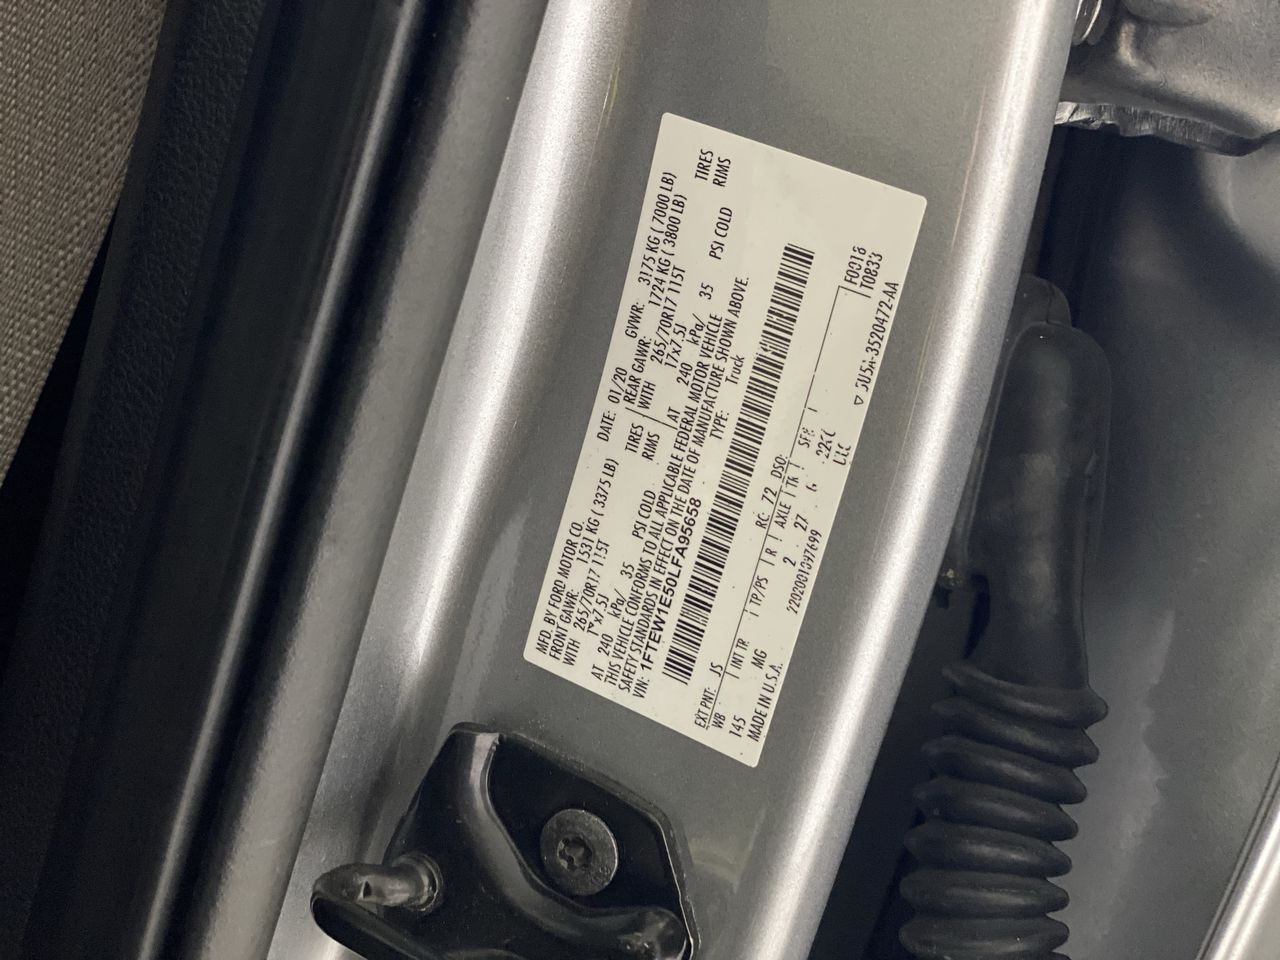 MFD. BY FORD MOTOR CO. DATE: 01/20 GVWR: 3175 KG ( 7000 LB)
FRONT GAWR: 1531 KG ( 3375 LB) REAR GAWR: 1724 KG ( 3800 LB)
WITH 265/70R17 115T TIRES WITH 265/70R17 115T TIRES
17x7.5J RIMS 17x7.5J RIMS
AT 240 kPa/ 35 PSI COLD AT 240 kPa/ 35 PSI COLD
THIS VEHICLE CONFORMS TO ALL APPLICABLE FEDERAL MOTOR VEHICLE
SAFETY STANDARDS IN EFFECT ON THE DATE OF MANUFACTURE SHOWN ABOVE.
VIN: 1FTEW1E50LFA95658 TYPE: Truck
EXT PNT: JS RC: 72 DSO:
WB INT TR TP/PS R AXLE TR SPR
145 MG 2 27 6
MADE IN U.S.A.
F0018
T0833